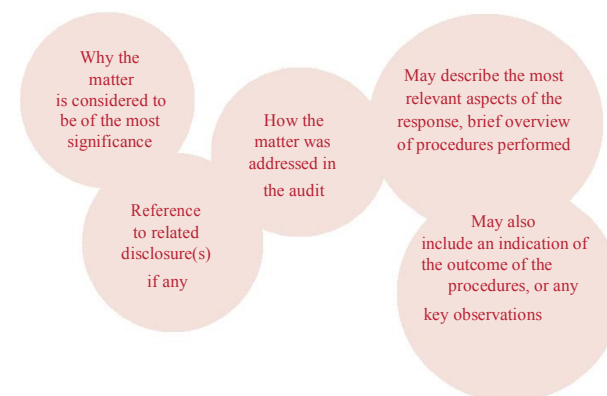 Why the
matter
is considered to
be of the most
significance
Reference
to related
disclosure(s)
if any
How the
matter was
addressed in
the audit
May describe the most
relevant aspects of the
response, brief overview
of procedures performed
May also
include an indication of
the outcome of the
procedures, or any
key observations